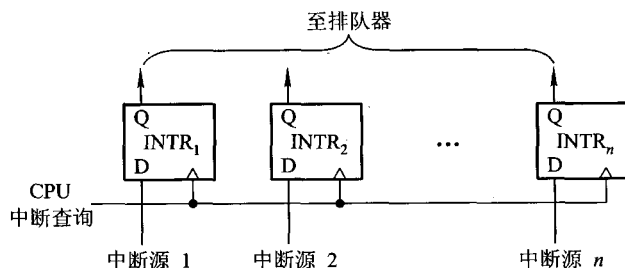 至排队器
Q Q Q
INTR₁ INTR₂ … INTRₙ
D D D
CPU
中断查询
中断源 1 中断源 2 中断源 n